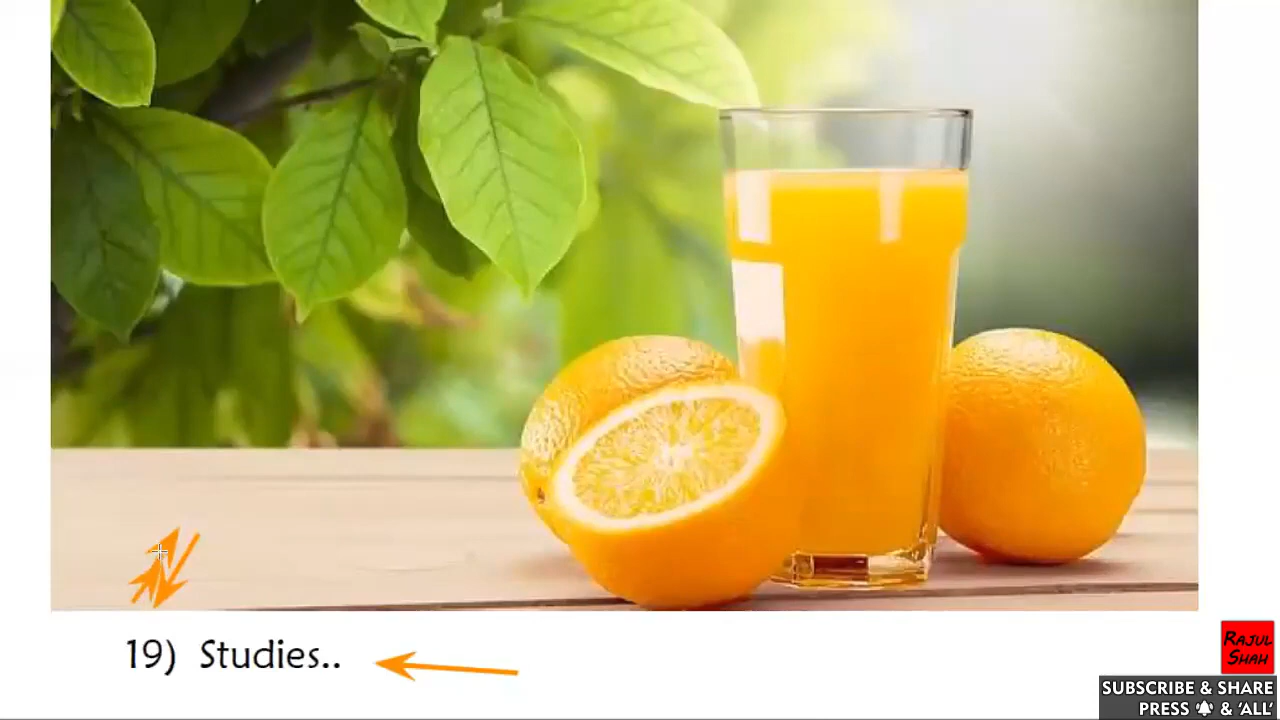 19) Studies..
RAJUL
SHAH
SUBSCRIBE & SHARE
PRESS 🔔 & 'ALL'